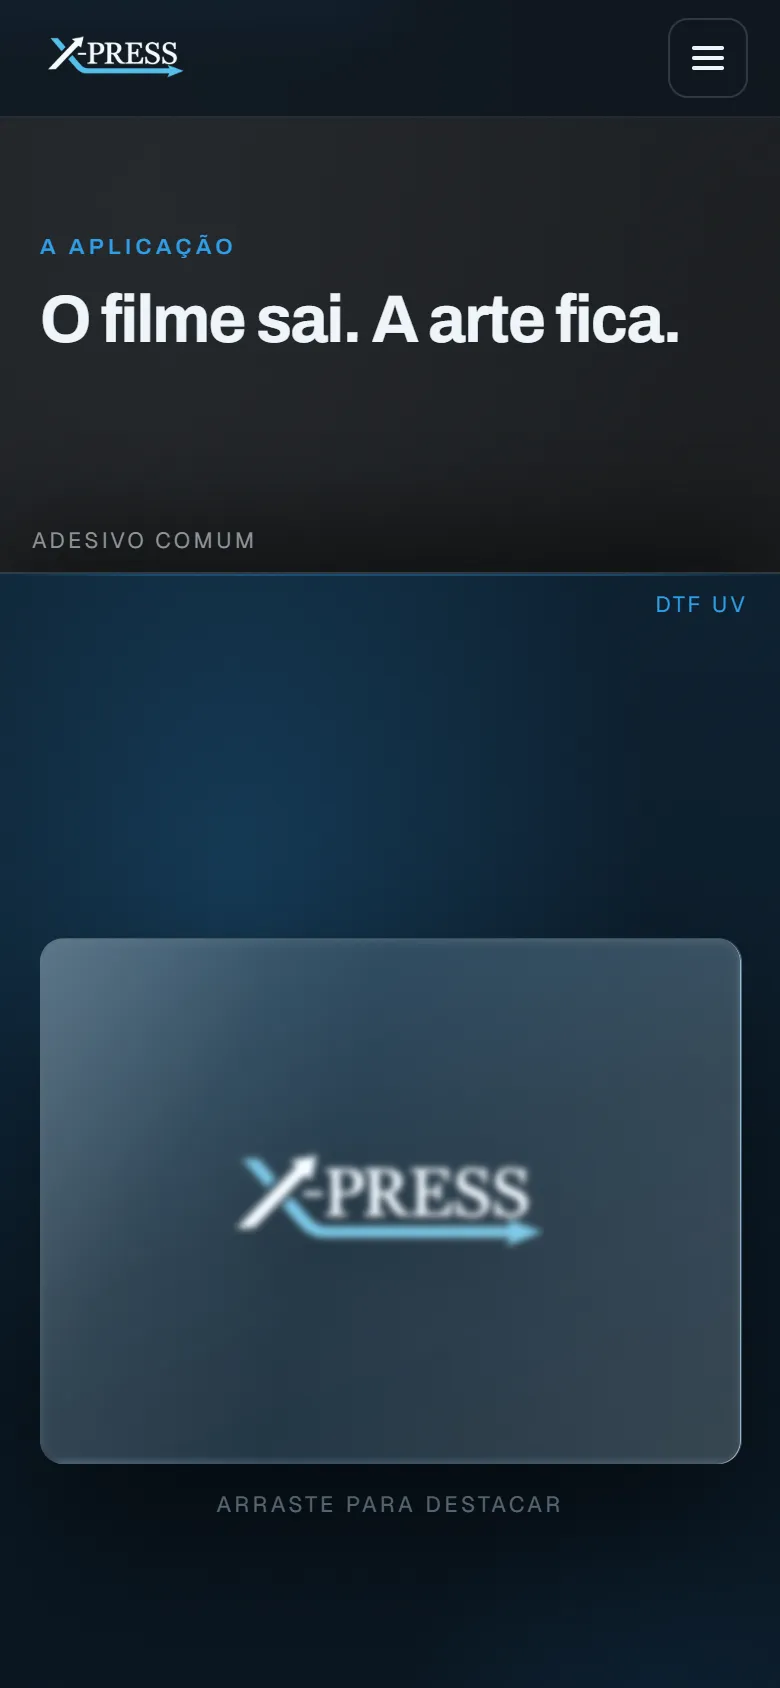 X-PRESS
A APLICAÇÃO
O filme sai. A arte fica.
ADESIVO COMUM
DTF UV
X-PRESS
ARRASTE PARA DESTACAR